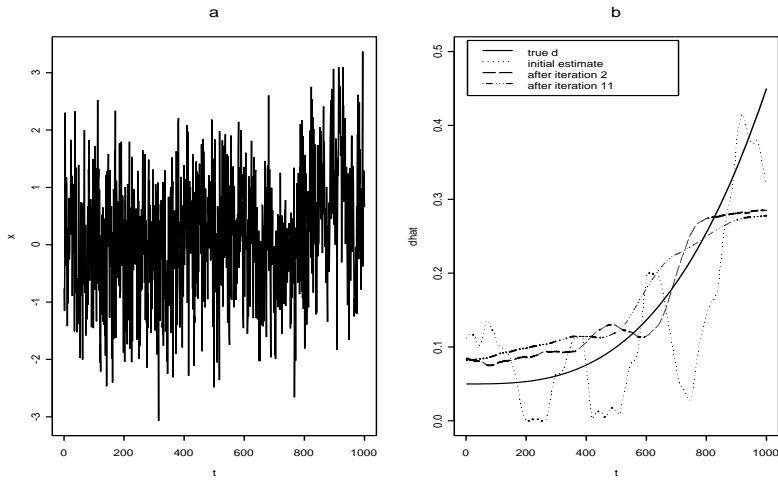 a
b
3
2
1
0
-1
-2
-3
X
0
200
400
600
800
1000
t
true d
initial estimate
after iteration 2
after iteration 11
0.5
0.4
0.3
0.2
0.1
0.0
dhat
0
200
400
600
800
1000
t